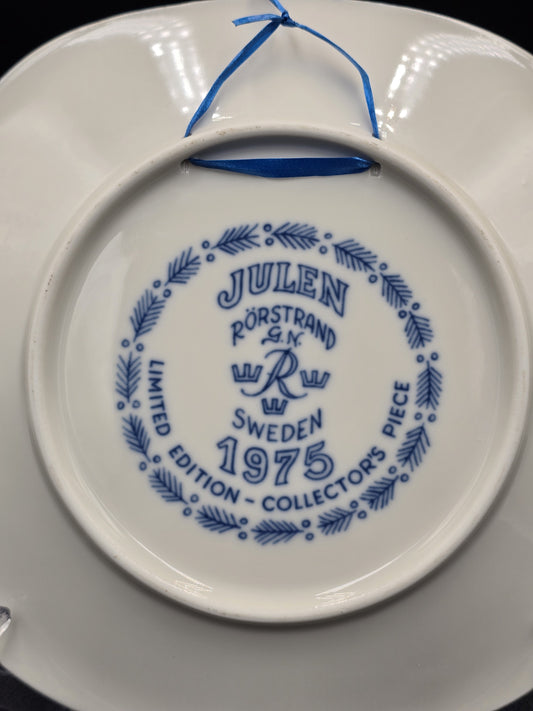 JULEN
RÖRSTRAND
G.N.
R
SWEDEN
1975
LIMITED EDITION - COLLECTOR'S PIECE